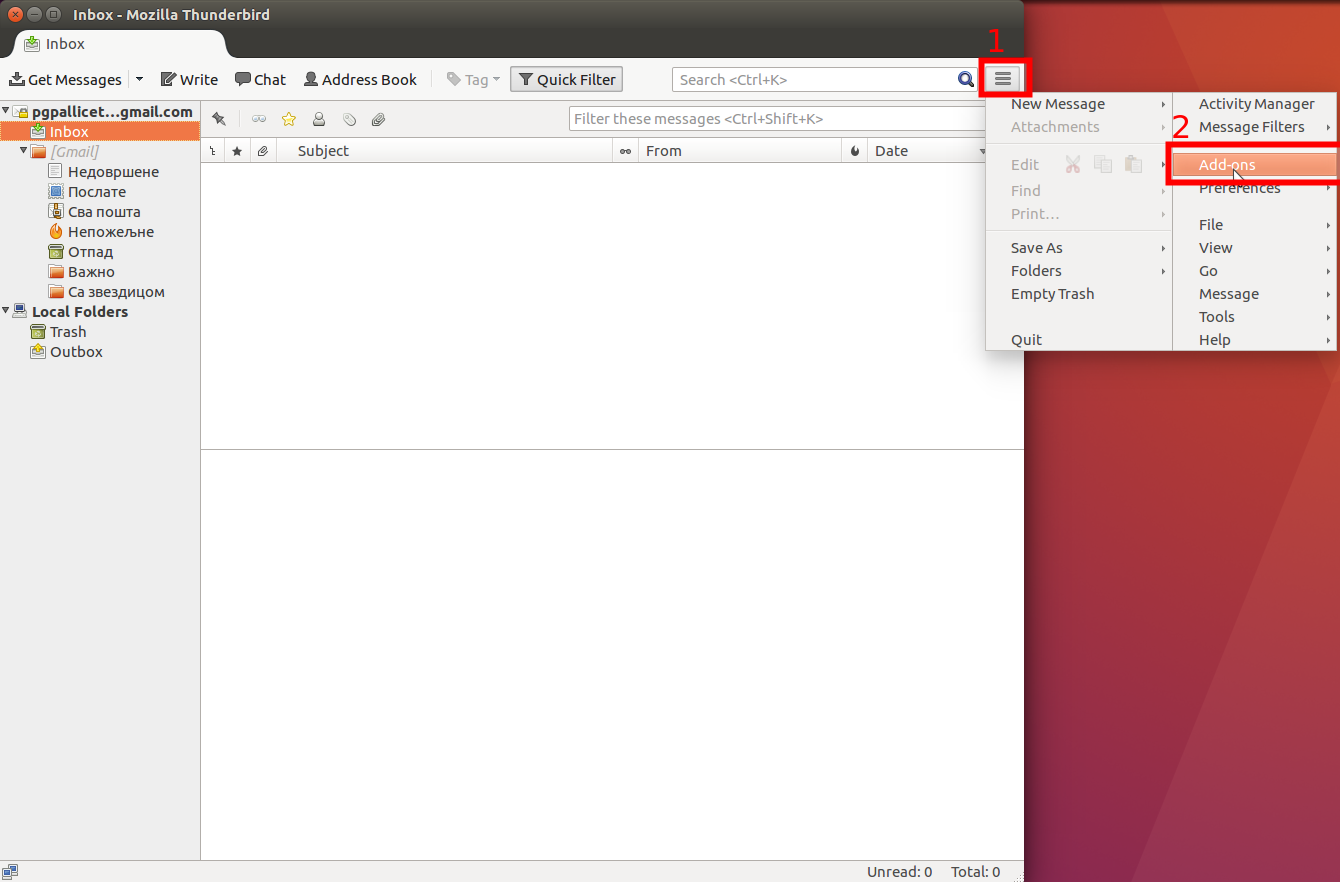 Inbox - Mozilla Thunderbird
Inbox
1
Get Messages Write Chat Address Book Tag Quick Filter Search <Ctrl+K>
pgpallicet...gmail.com
Inbox
[Gmail]
Недовршене
Послате
Сва пошта
Непожељне
Отпад
Важно
Са звездицом
Local Folders
Trash
Outbox
Filter these messages <Ctrl+Shift+K>
Subject From Date
New Message
Attachments
Edit
Find
Print...
Save As
Folders
Empty Trash
Quit
Activity Manager
2
Message Filters
Add-ons
Preferences
File
View
Go
Message
Tools
Help
Unread: 0 Total: 0